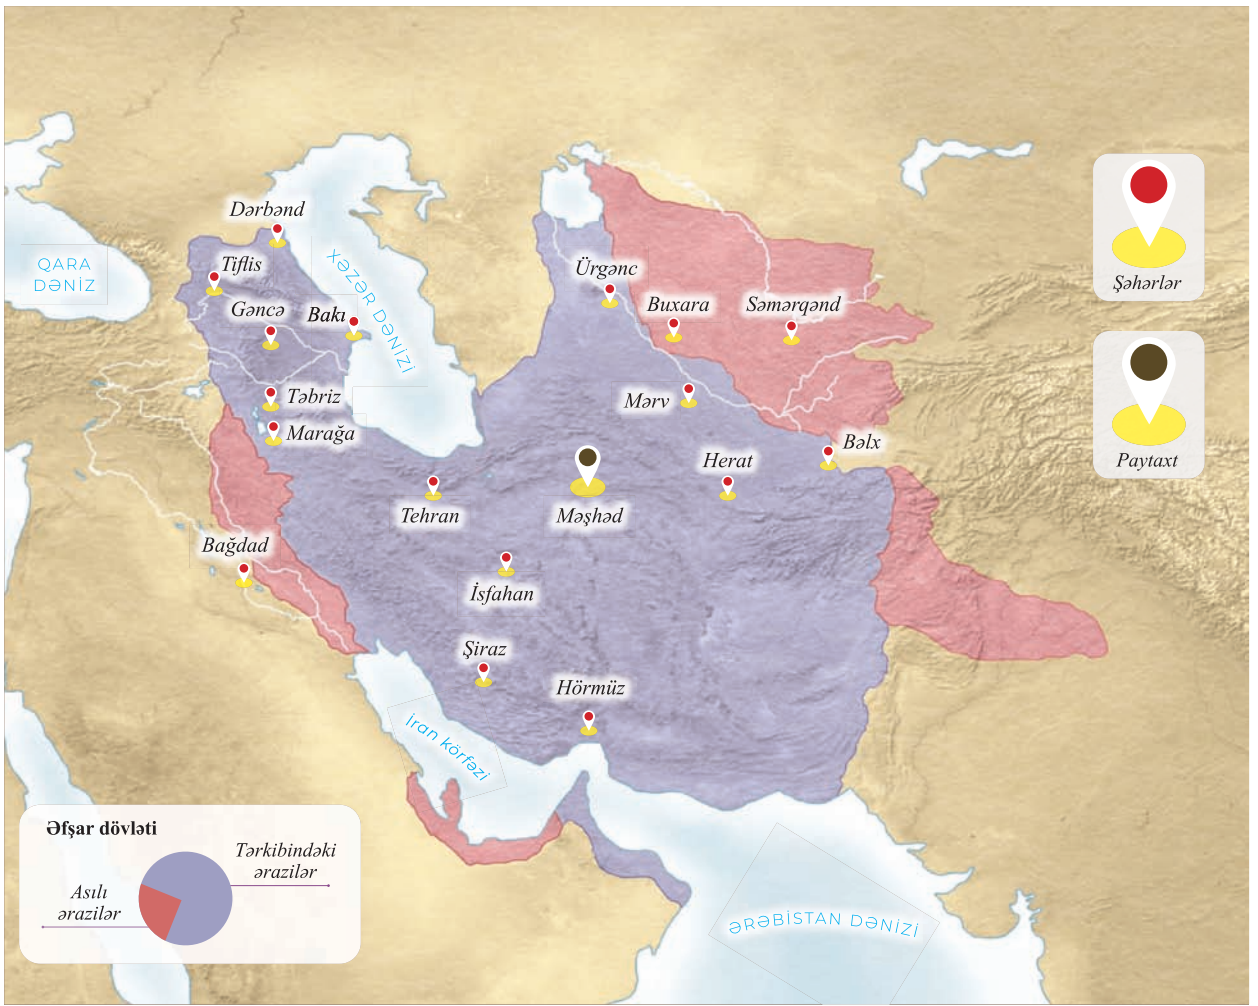 Dərbənd
QARA
DƏNİZ
Tiflis
XƏZƏR DƏNİZİ
Gəncə
Bakı
Ürgənc
Buxara
Səmərqənd
Şəhərlər
Təbriz
Mərv
Marağa
Bəlx
Herat
Paytaxt
Tehran
Məşhəd
Bağdad
İsfahan
Şiraz
Hörmüz
İran körfəzi
Əfşar dövləti
Tərkibindəki
ərazilər
Asılı
ərazilər
ƏRƏBİSTAN DƏNİZİ